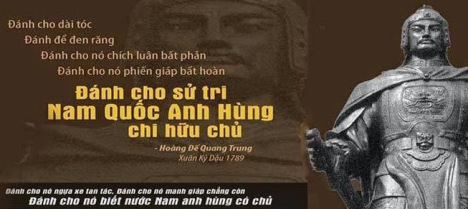 Đánh cho dài tóc
Đánh để đen răng
Đánh cho nó chích luân bất phản
Đánh cho nó phiến giáp bất hoàn
Đánh cho sử tri
Nam Quốc Anh Hùng
chi hữu chủ
- Hoàng Đế Quang Trung
Xuân Kỷ Dậu 1789
Đánh cho nó ngựa xe tan tác, Đánh cho nó manh giáp chẳng còn
Đánh cho nó biết nước Nam anh hùng có chủ